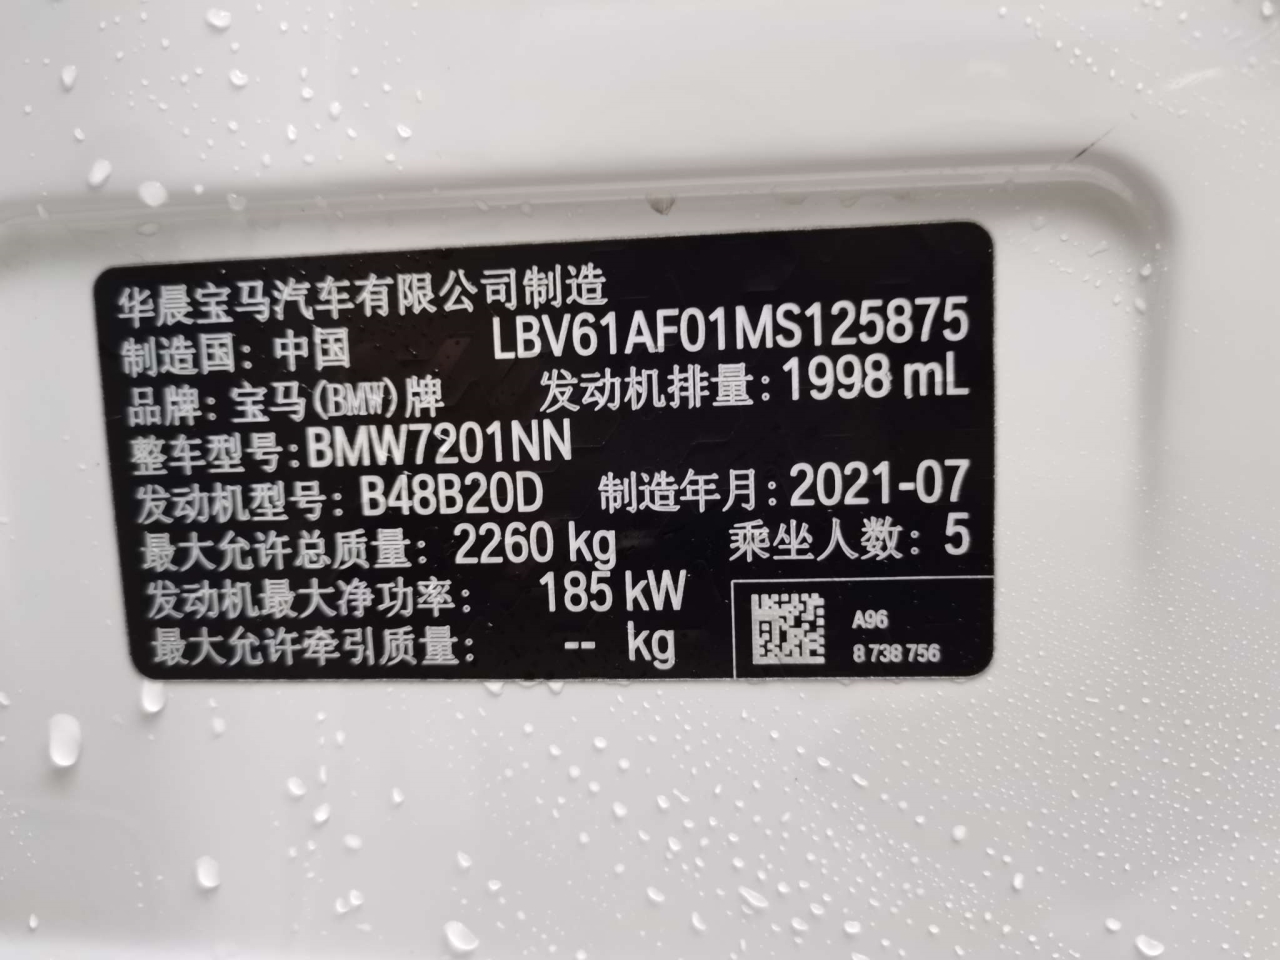 华晨宝马汽车有限公司制造
制造国：中国 LBV61AF01MS125875
品牌：宝马(BMW)牌 发动机排量：1998 mL
整车型号：BMW7201NN
发动机型号：B48B20D 制造年月：2021-07
最大允许总质量：2260 kg 乘坐人数：5
发动机最大净功率：185 kW
最大允许牵引质量：-- kg
A96
8 738 756